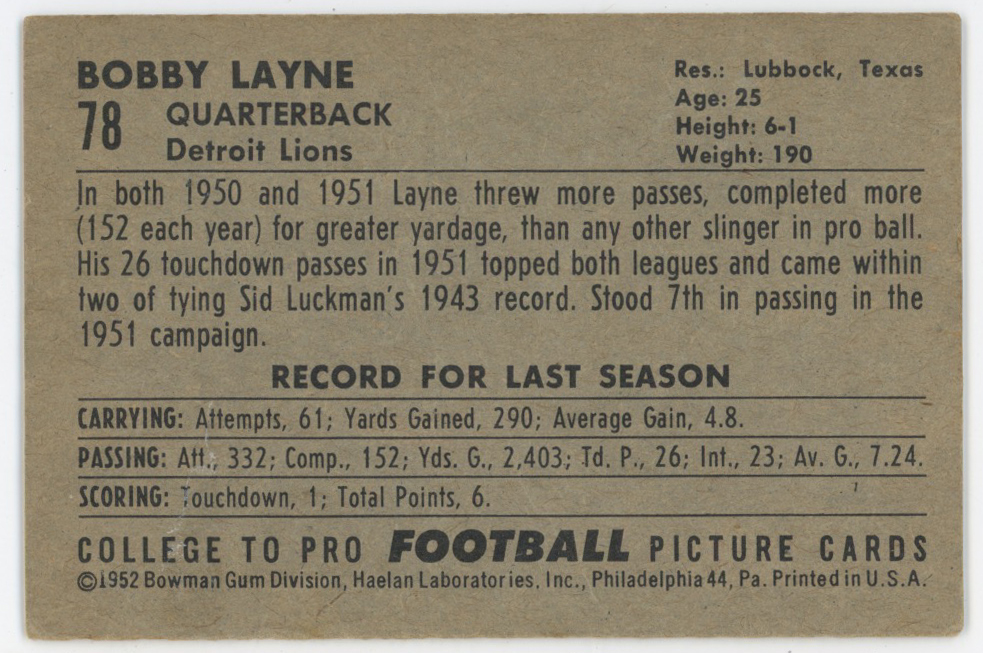 BOBBY LAYNE
78 QUARTERBACK
Detroit Lions
Res.: Lubbock, Texas
Age: 25
Height: 6-1
Weight: 190
In both 1950 and 1951 Layne threw more passes, completed more
(152 each year) for greater yardage, than any other slinger in pro ball.
His 26 touchdown passes in 1951 topped both leagues and came within
two of tying Sid Luckman's 1943 record. Stood 7th in passing in the
1951 campaign.
RECORD FOR LAST SEASON
CARRYING: Attempts, 61; Yards Gained, 290; Average Gain, 4.8.
PASSING: Att., 332; Comp., 152; Yds. G., 2,403; Td. P., 26; Int., 23; Av. G., 7.24.
SCORING: Touchdown, 1; Total Points, 6.
COLLEGE TO PRO FOOTBALL PICTURE CARDS
©1952 Bowman Gum Division, Haelan Laboratories, Inc., Philadelphia 44, Pa. Printed in U.S.A.